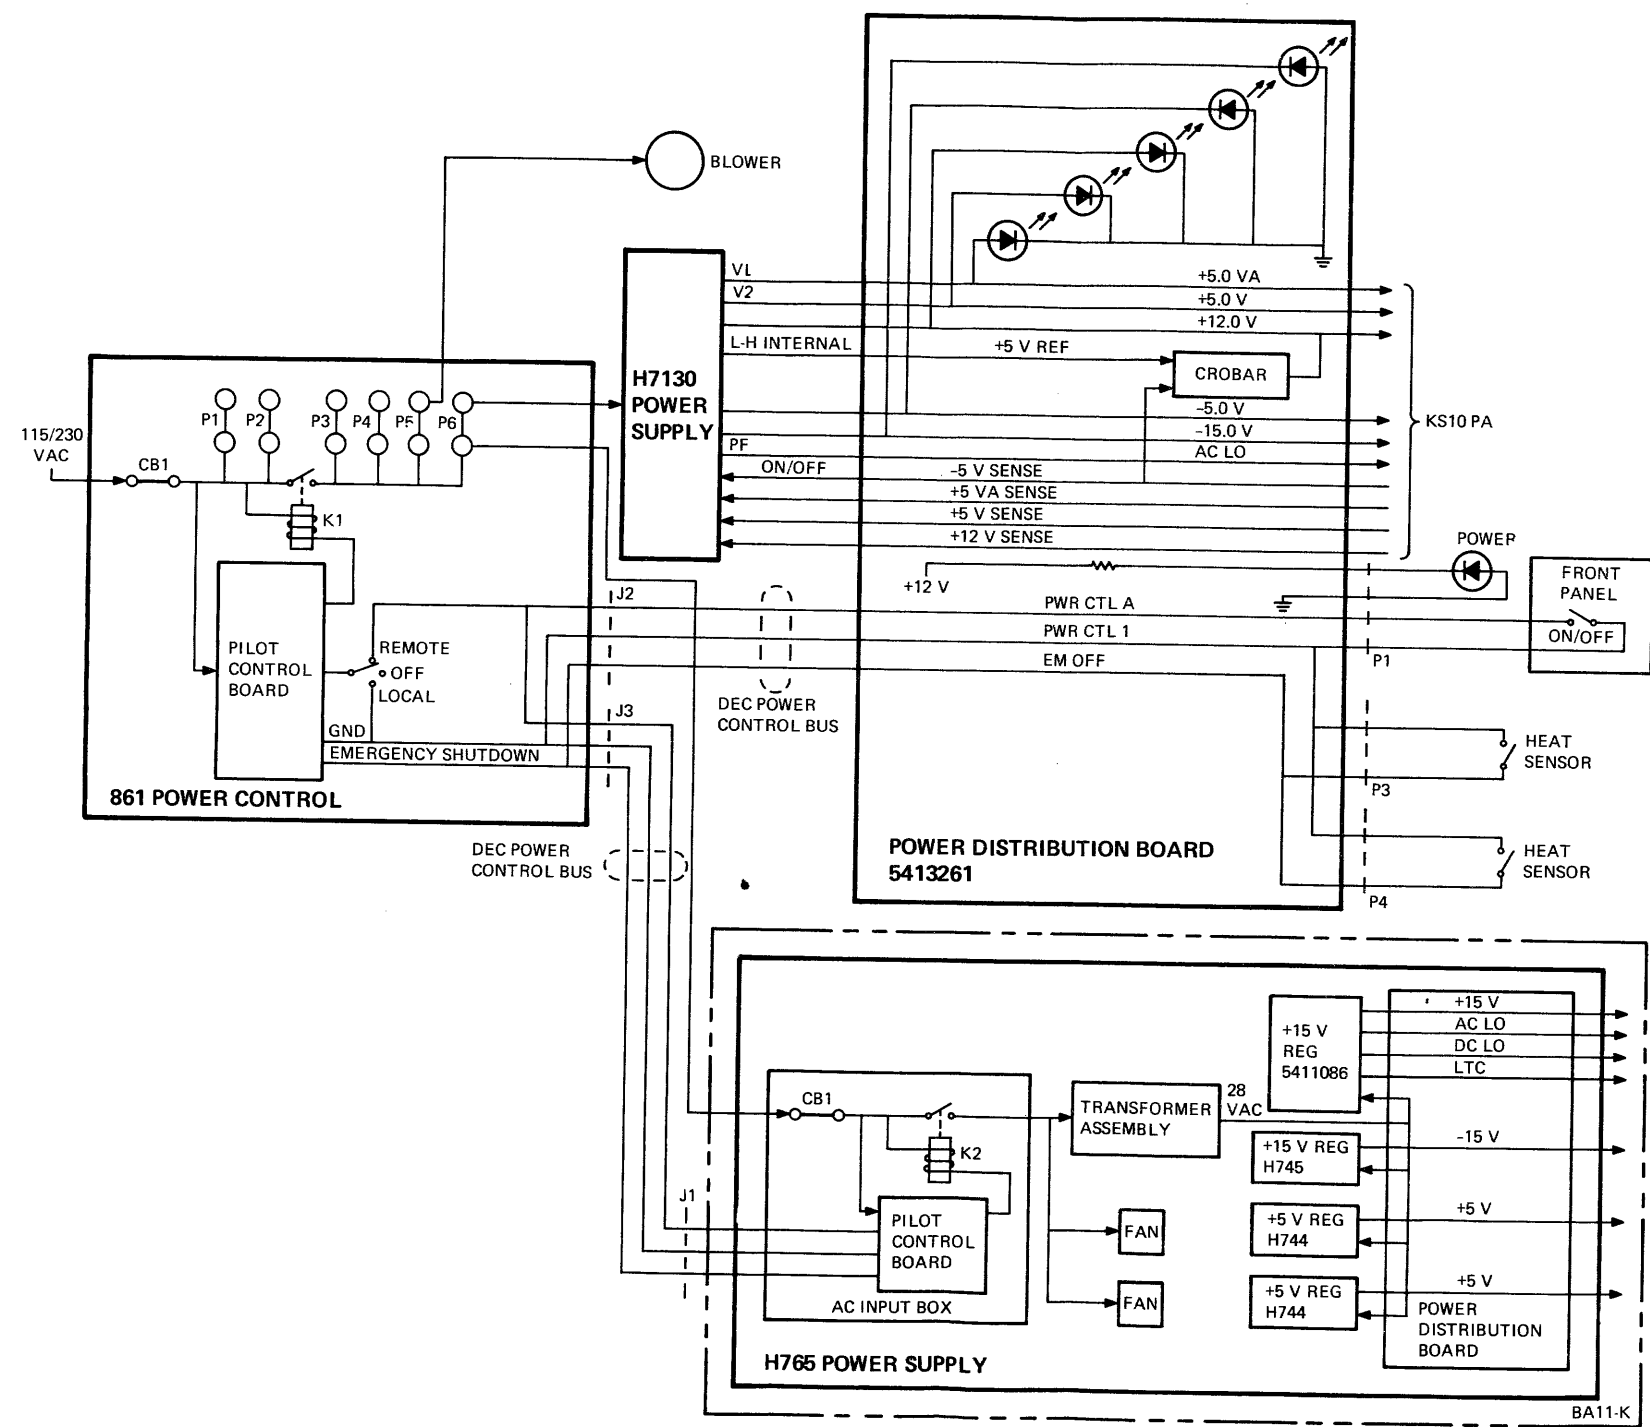 BLOWER
VL
V2
+5.0 VA
+5.0 V
+12.0 V
L-H INTERNAL
+5 V REF
CROBAR
H7130
POWER
SUPPLY
-5.0 V
-15.0 V
PF
AC LO
ON/OFF
-5 V SENSE
+5 VA SENSE
+5 V SENSE
+12 V SENSE
KS10 PA
115/230
VAC
CB1
P1
P2
P3
P4
P5
P6
K1
PILOT
CONTROL
BOARD
REMOTE
OFF
LOCAL
GND
EMERGENCY SHUTDOWN
861 POWER CONTROL
J2
J3
+12 V
PWR CTL A
PWR CTL 1
EM OFF
DEC POWER
CONTROL BUS
POWER
FRONT
PANEL
ON/OFF
P1
HEAT
SENSOR
P3
HEAT
SENSOR
P4
POWER DISTRIBUTION BOARD
5413261
DEC POWER
CONTROL BUS
J1
CB1
K2
PILOT
CONTROL
BOARD
AC INPUT BOX
TRANSFORMER
ASSEMBLY
28
VAC
FAN
FAN
+15 V
REG
5411086
+15 V
AC LO
DC LO
LTC
+15 V REG
H745
-15 V
+5 V REG
H744
+5 V
+5 V REG
H744
+5 V
POWER
DISTRIBUTION
BOARD
H765 POWER SUPPLY
BA11-K